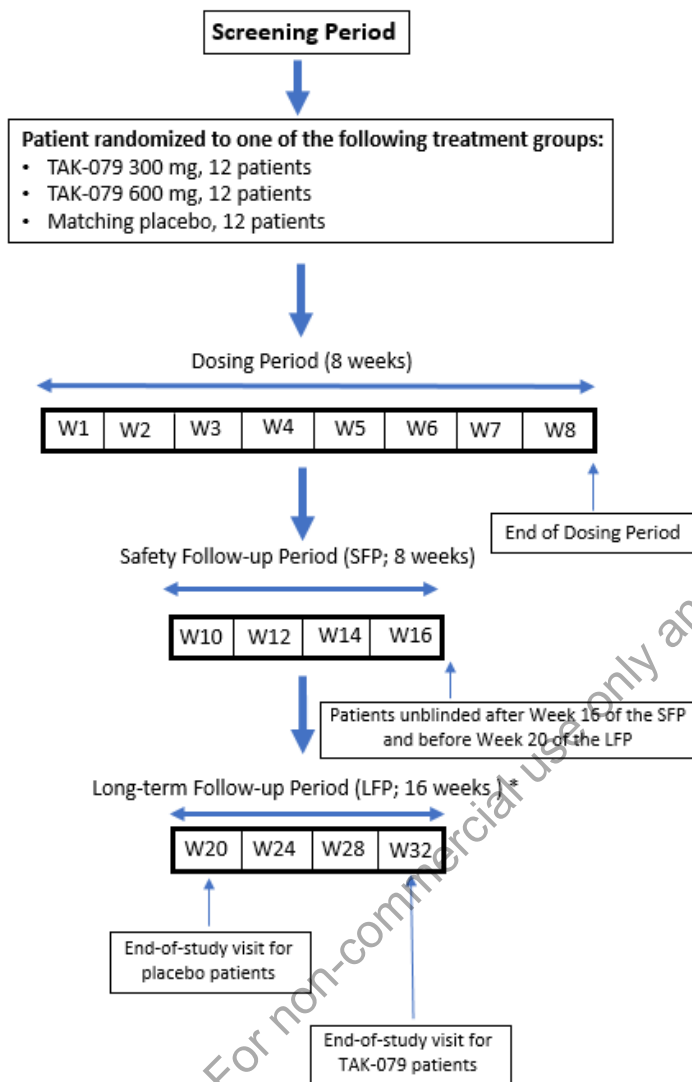 Screening Period
Patient randomized to one of the following treatment groups:
• TAK-079 300 mg, 12 patients
• TAK-079 600 mg, 12 patients
• Matching placebo, 12 patients
Dosing Period (8 weeks)
W1 W2 W3 W4 W5 W6 W7 W8
End of Dosing Period
Safety Follow-up Period (SFP; 8 weeks)
W10 W12 W14 W16
Patients unblinded after Week 16 of the SFP
and before Week 20 of the LFP
Long-term Follow-up Period (LFP; 16 weeks ) *
W20 W24 W28 W32
End-of-study visit for
placebo patients
End-of-study visit for
TAK-079 patients
For non-commercial use only an